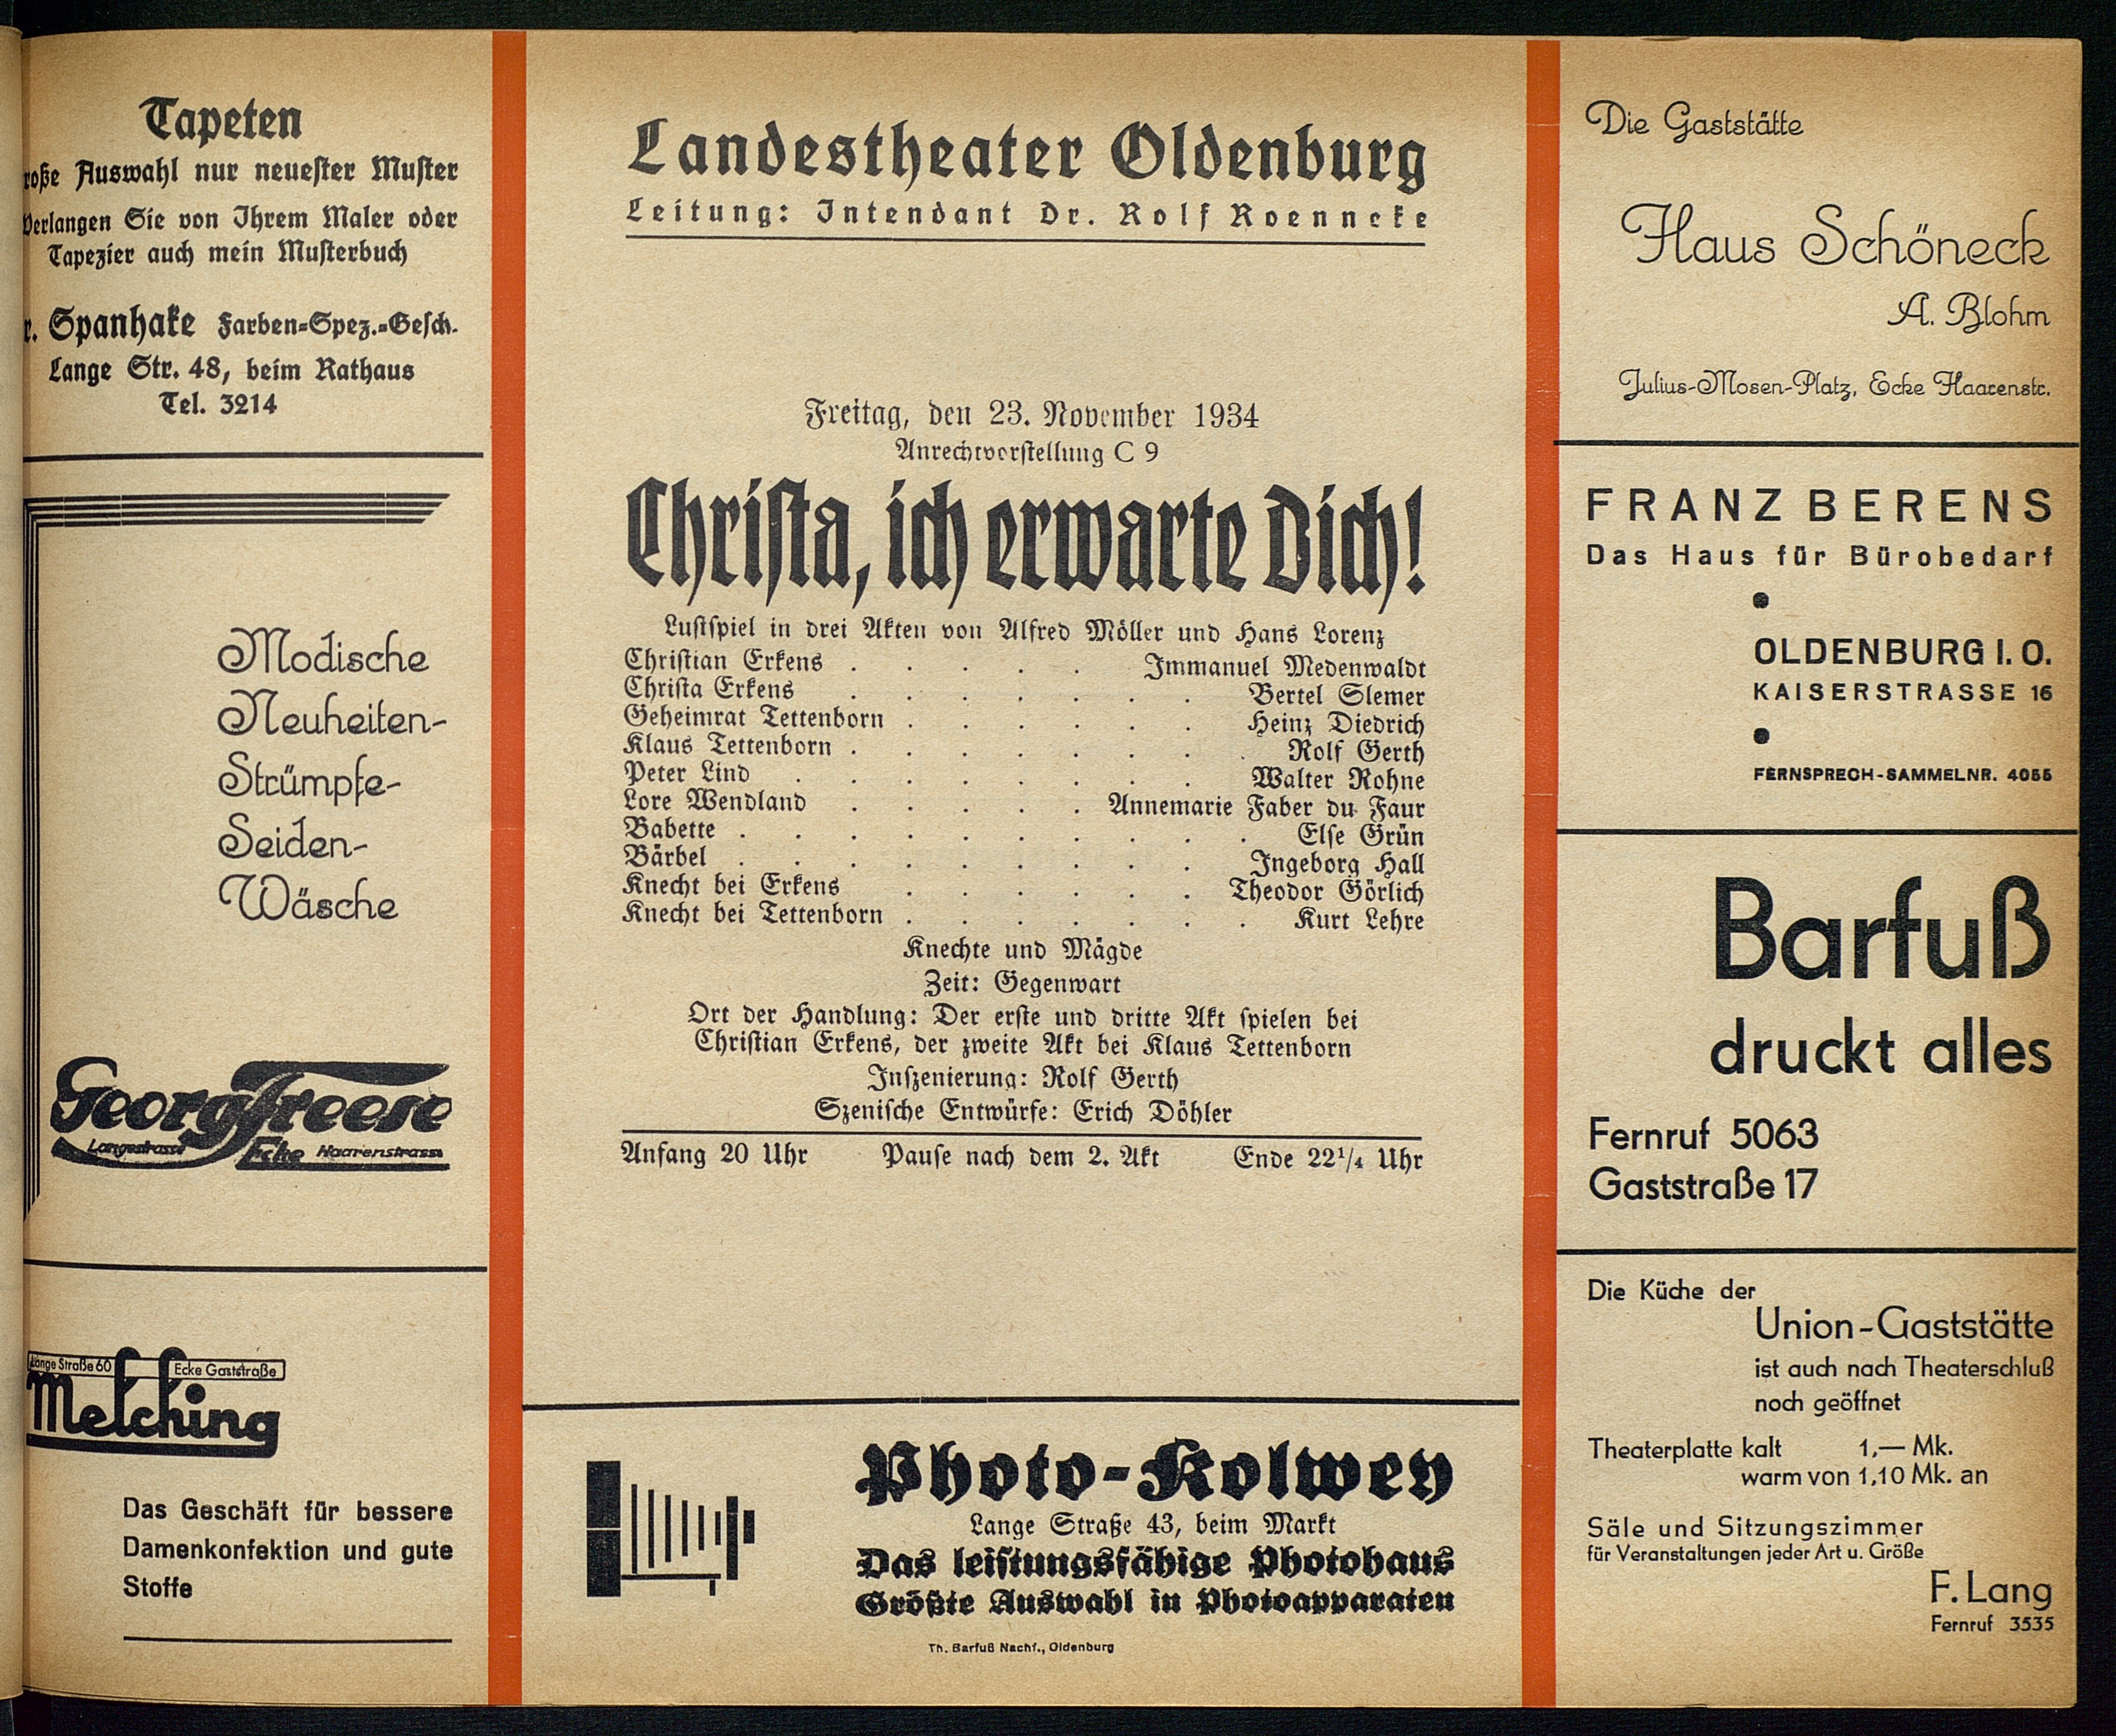 Tapeten
roße Auswahl nur neuester Muster
Verlangen Sie von Ihrem Maler oder
Tapezier auch mein Musterbuch
r. Spanhake Farben=Spez.=Gesch.
Lange Str. 48, beim Rathaus
Tel. 3214
Modische
Neuheiten-
Strümpfe-
Seiden-
Wäsche
Georg Freese
Langestrasse Ecke Haarenstrasse
Lange Straße 60 Ecke Gaststraße
Melching
Das Geschäft für bessere
Damenkonfektion und gute
Stoffe
Landestheater Oldenburg
Leitung: Intendant Dr. Rolf Roenneke
Freitag, den 23. November 1934
Anrechtvorstellung C 9
Christa, ich erwarte Dich!
Lustspiel in drei Akten von Alfred Möller und Hans Lorenz
Christian Erkens . . . . . Immanuel Medenwaldt
Christa Erkens . . . . . . . Bertel Slemer
Geheimrat Tettenborn . . . . . . Heinz Diedrich
Klaus Tettenborn . . . . . . . . Rolf Gerth
Peter Lind . . . . . . . . Walter Rohne
Lore Wendland . . . . . Annemarie Faber du Faur
Babette . . . . . . . . . . Else Grün
Bärbel . . . . . . . . . Ingeborg Hall
Knecht bei Erkens . . . . . . Theodor Görlich
Knecht bei Tettenborn . . . . . . . Kurt Lehre
Knechte und Mägde
Zeit: Gegenwart
Ort der Handlung: Der erste und dritte Akt spielen bei
Christian Erkens, der zweite Akt bei Klaus Tettenborn
Inszenierung: Rolf Gerth
Szenische Entwürfe: Erich Döhler
Anfang 20 Uhr Pause nach dem 2. Akt Ende 22¼ Uhr
Photo-Kolwey
Lange Straße 43, beim Markt
Das leistungsfähige Photohaus
Größte Auswahl in Photoapparaten
Th. Barfuß Nachf., Oldenburg
Die Gaststätte
Haus Schöneck
A. Blohm
Julius-Mosen-Platz, Ecke Haarenstr.
FRANZ BERENS
Das Haus für Bürobedarf
OLDENBURG I. O.
KAISERSTRASSE 16
FERNSPRECH-SAMMELNR. 4055
Barfuß
druckt alles
Fernruf 5063
Gaststraße 17
Die Küche der
Union-Gaststätte
ist auch nach Theaterschluß
noch geöffnet
Theaterplatte kalt 1,— Mk.
warm von 1,10 Mk. an
Säle und Sitzungszimmer
für Veranstaltungen jeder Art u. Größe
F. Lang
Fernruf 3535